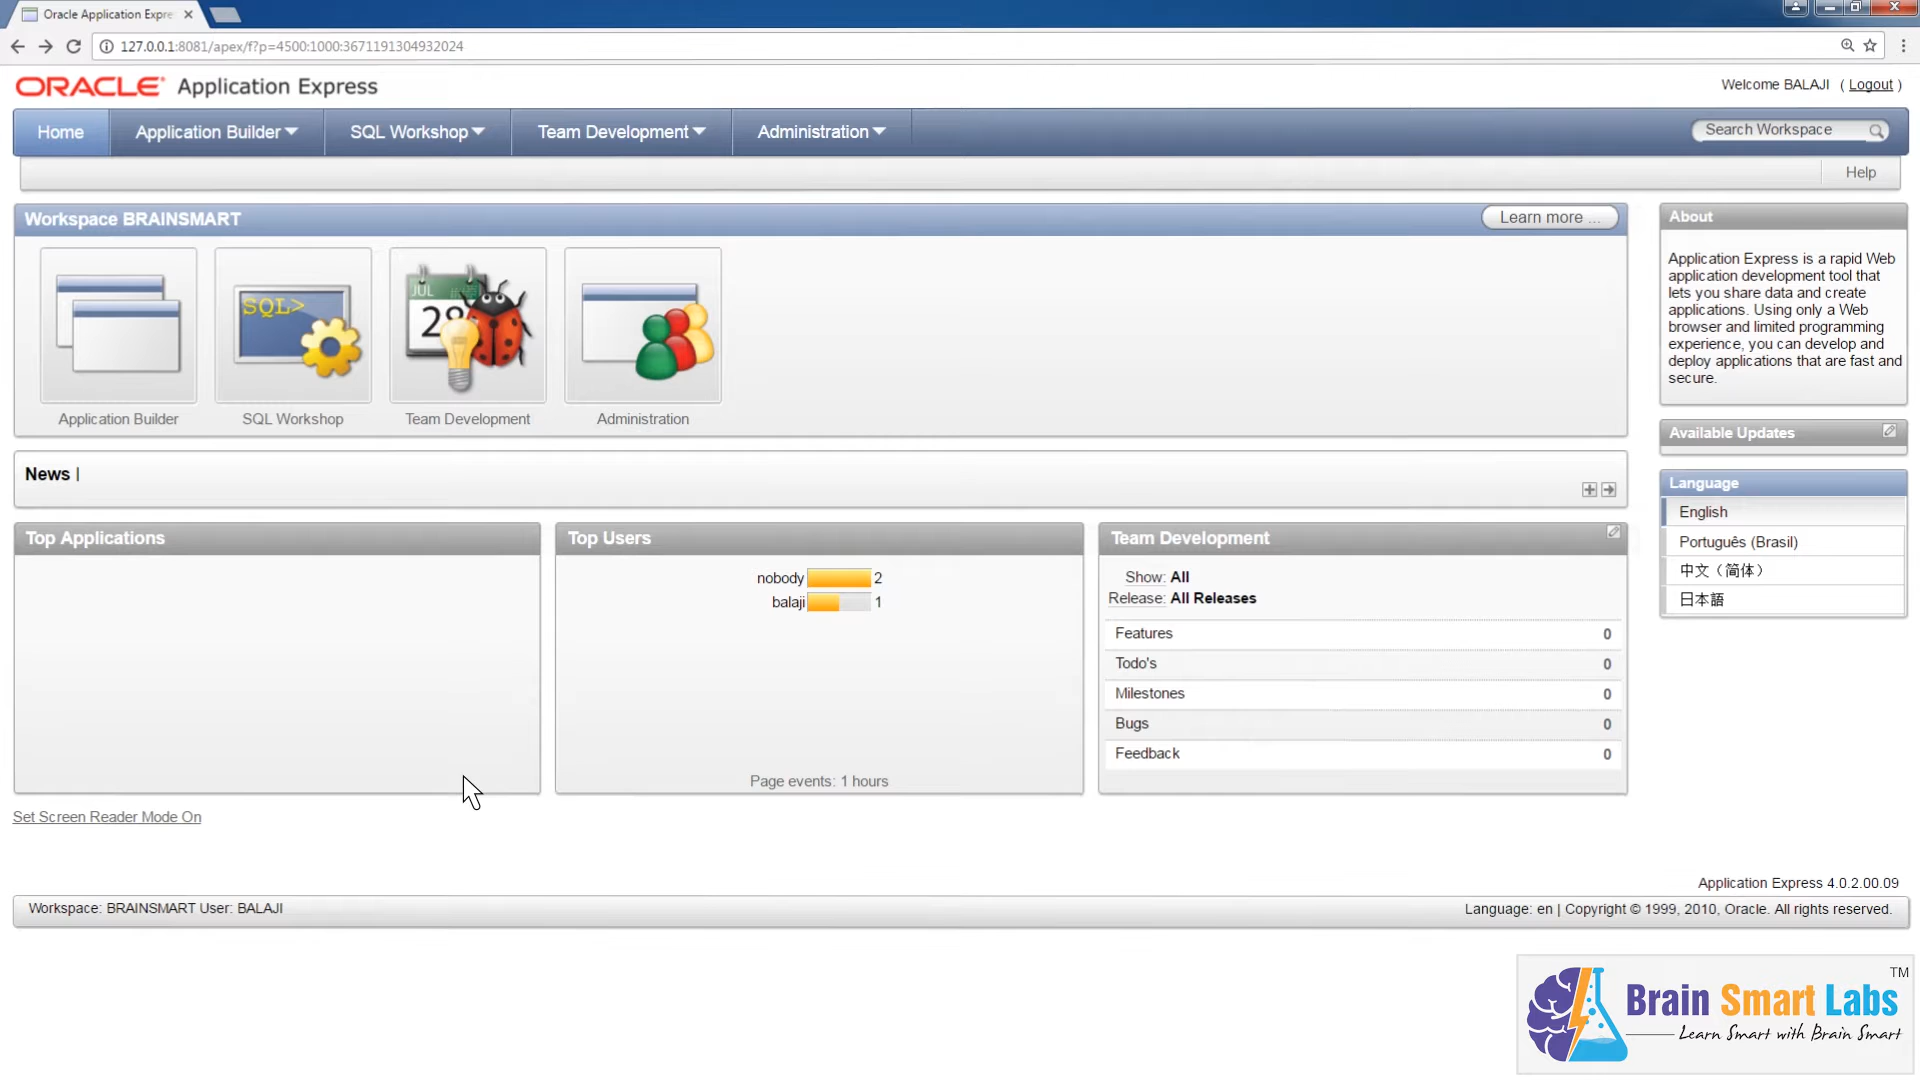 Oracle Application Expre
127.0.0.1:8081/apex/f?p=4500:1000:3671191304932024
ORACLE Application Express
Welcome BALAJI ( Logout )
Home
Application Builder
SQL Workshop
Team Development
Administration
Search Workspace
Help
Workspace BRAINSMART
Learn more ...
SQL>
JUL
28
Application Builder
SQL Workshop
Team Development
Administration
About
Application Express is a rapid Web
application development tool that
lets you share data and create
applications. Using only a Web
browser and limited programming
experience, you can develop and
deploy applications that are fast and
secure.
Available Updates
Language
English
Português (Brasil)
中文（简体）
日本語
News |
Top Applications
Top Users
nobody 2
balaji 1
Page events: 1 hours
Team Development
Show: All
Release: All Releases
Features 0
Todo's 0
Milestones 0
Bugs 0
Feedback 0
Set Screen Reader Mode On
Application Express 4.0.2.00.09
Workspace: BRAINSMART User: BALAJI
Language: en | Copyright © 1999, 2010, Oracle. All rights reserved.
Brain Smart Labs TM
Learn Smart with Brain Smart